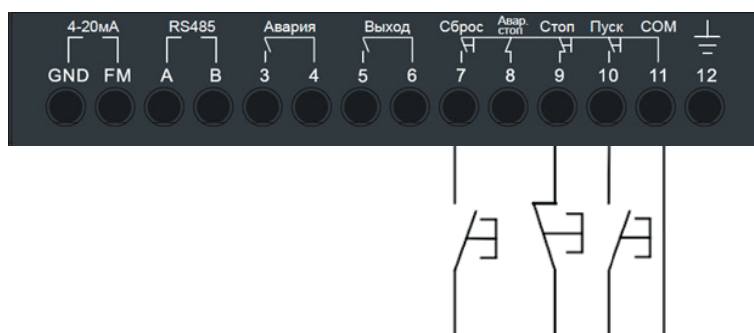 4-20мА RS485 Авария Выход Сброс Авар. стоп Стоп Пуск COM
GND FM A B 3 4 5 6 7 8 9 10 11 12